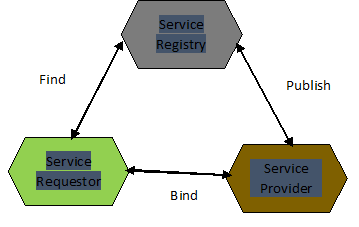 Service
Registry
Find
Publish
Service
Requestor
Service
Provider
Bind